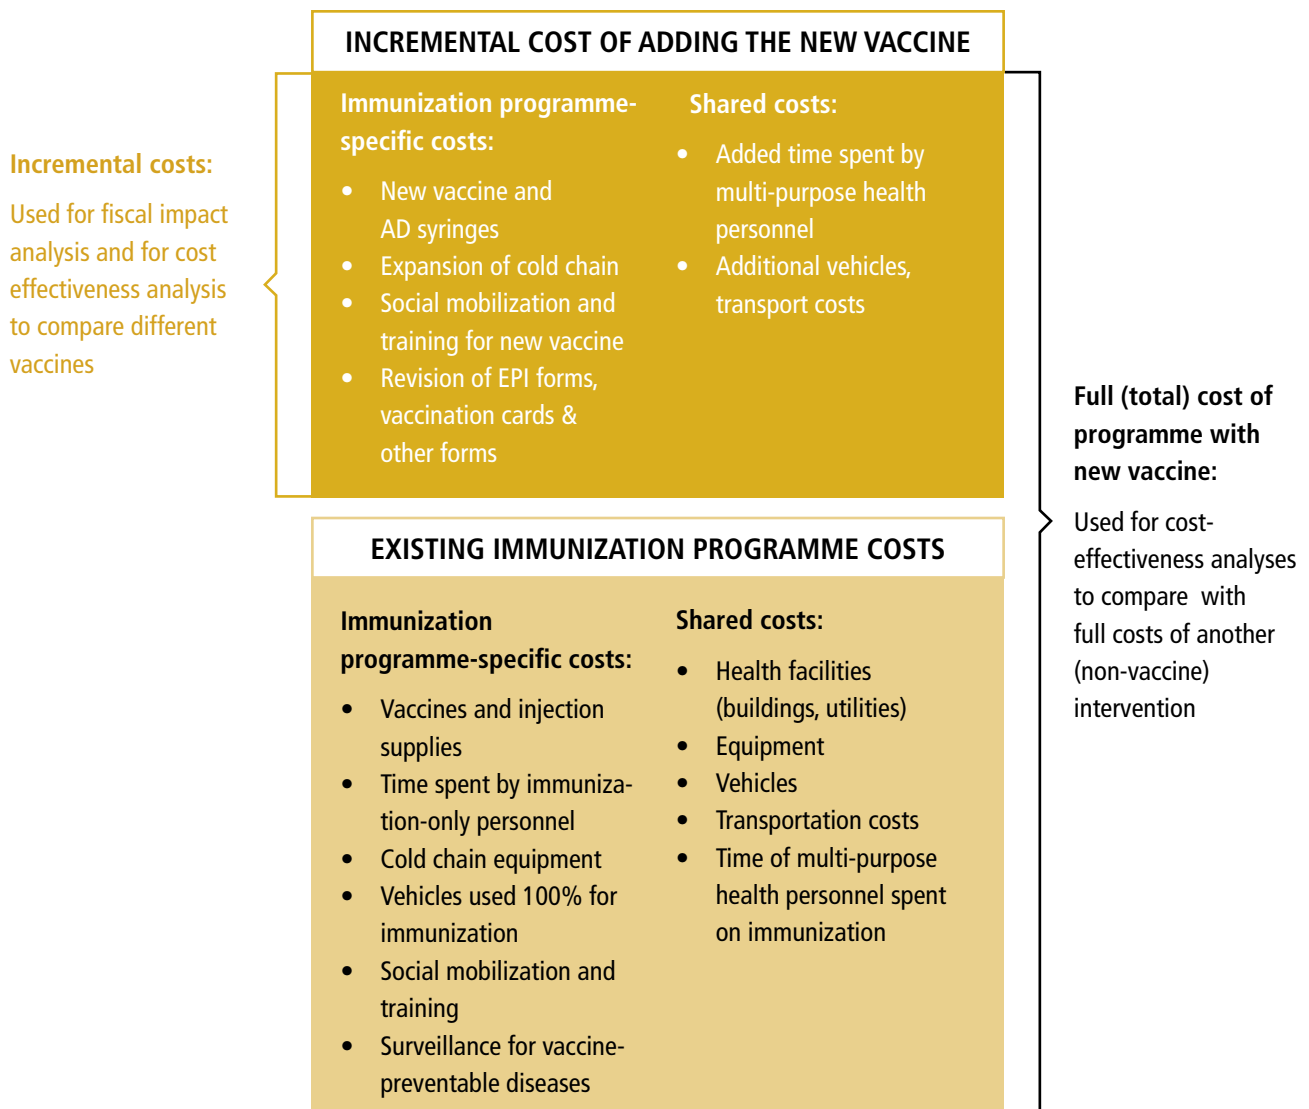 INCREMENTAL COST OF ADDING THE NEW VACCINE
Incremental costs:
Used for fiscal impact
analysis and for cost
effectiveness analysis
to compare different
vaccines
Immunization programme-
specific costs:
• New vaccine and
AD syringes
• Expansion of cold chain
• Social mobilization and
training for new vaccine
• Revision of EPI forms,
vaccination cards &
other forms
Shared costs:
• Added time spent by
multi-purpose health
personnel
• Additional vehicles,
transport costs
EXISTING IMMUNIZATION PROGRAMME COSTS
Immunization
programme-specific costs:
• Vaccines and injection
supplies
• Time spent by immuniza-
tion-only personnel
• Cold chain equipment
• Vehicles used 100% for
immunization
• Social mobilization and
training
• Surveillance for vaccine-
preventable diseases
Shared costs:
• Health facilities
(buildings, utilities)
• Equipment
• Vehicles
• Transportation costs
• Time of multi-purpose
health personnel spent
on immunization
Full (total) cost of
programme with
new vaccine:
Used for cost-
effectiveness analyses
to compare with
full costs of another
(non-vaccine)
intervention